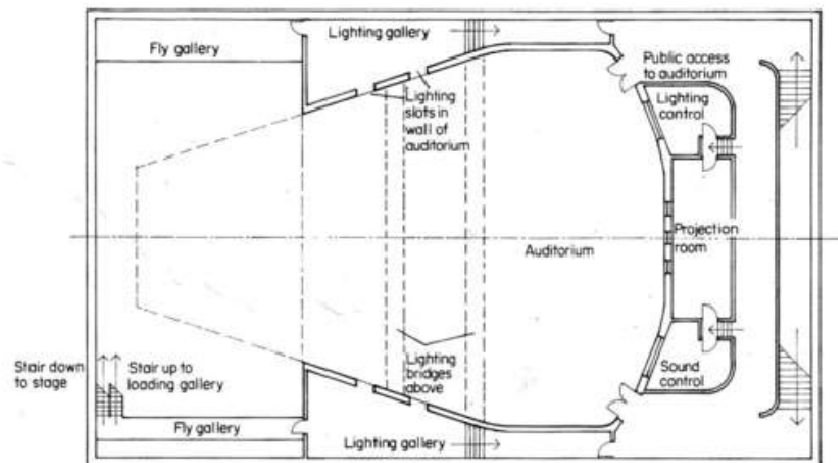 Fly gallery
Lighting gallery
Public access
to auditorium
Lighting
slots in
wall of
auditorium
Lighting
control
Projection
room
Auditorium
Stair down
to stage
Stair up to
loading gallery
Lighting
bridges
above
Sound
control
Fly gallery
Lighting gallery